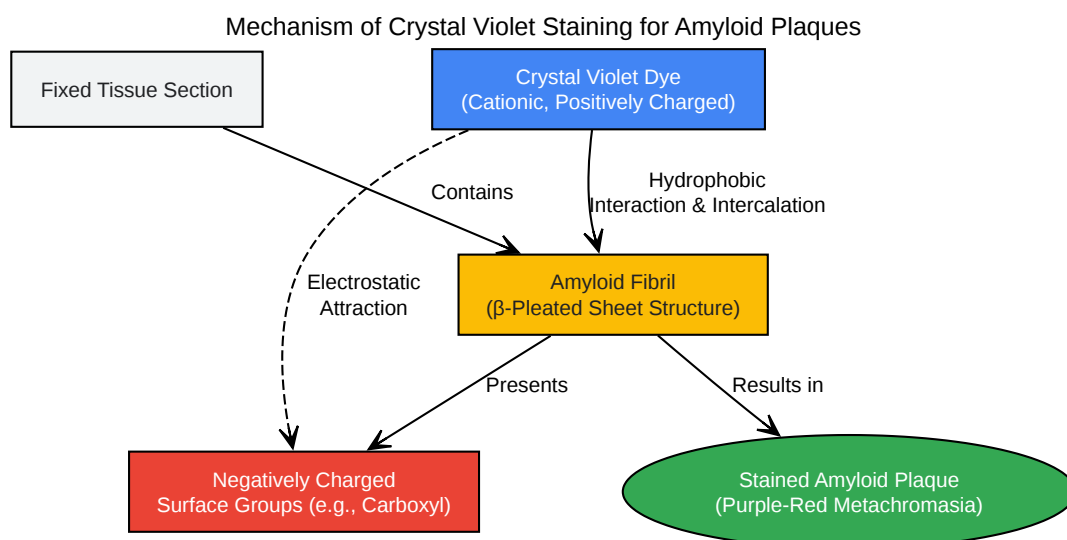 Mechanism of Crystal Violet Staining for Amyloid Plaques
Fixed Tissue Section
Crystal Violet Dye
(Cationic, Positively Charged)
Contains
Hydrophobic
Interaction & Intercalation
Electrostatic
Attraction
Amyloid Fibril
(β-Pleated Sheet Structure)
Presents
Results in
Negatively Charged
Surface Groups (e.g., Carboxyl)
Stained Amyloid Plaque
(Purple-Red Metachromasia)